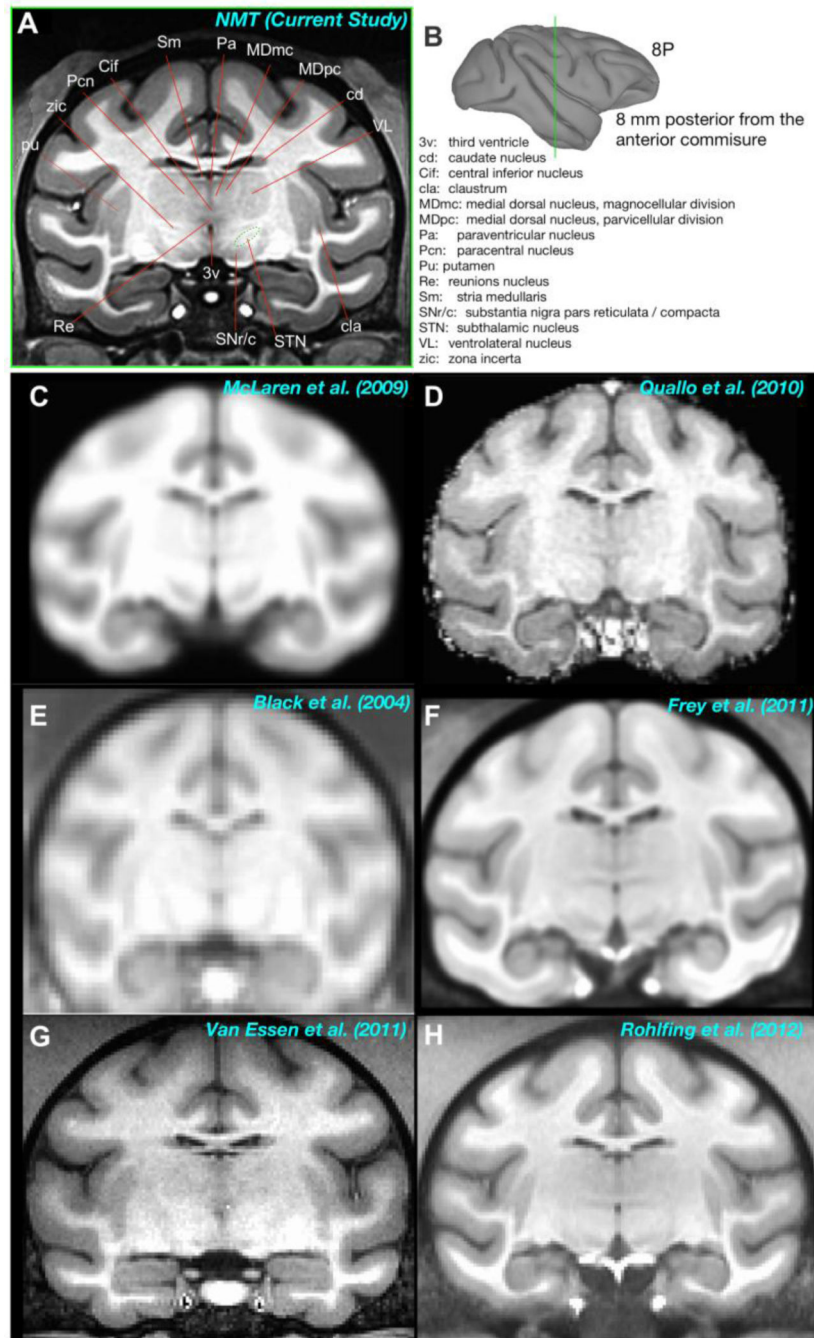 A
NMT (Current Study)
Sm
Pa
MDmc
Cif
MDpc
Pcn
cd
zic
VL
pu
3v
Re
SNr/c
STN
cla
B
8P
8 mm posterior from the
anterior commisure
3v: third ventricle
cd: caudate nucleus
Cif: central inferior nucleus
cla: claustrum
MDmc: medial dorsal nucleus, magnocellular division
MDpc: medial dorsal nucleus, parvicellular division
Pa: paraventricular nucleus
Pcn: paracentral nucleus
Pu: putamen
Re: reunions nucleus
Sm: stria medullaris
SNr/c: substantia nigra pars reticulata / compacta
STN: subthalamic nucleus
VL: ventrolateral nucleus
zic: zona incerta
C
McLaren et al. (2009)
D
Quallo et al. (2010)
E
Black et al. (2004)
F
Frey et al. (2011)
G
Van Essen et al. (2011)
H
Rohlfing et al. (2012)